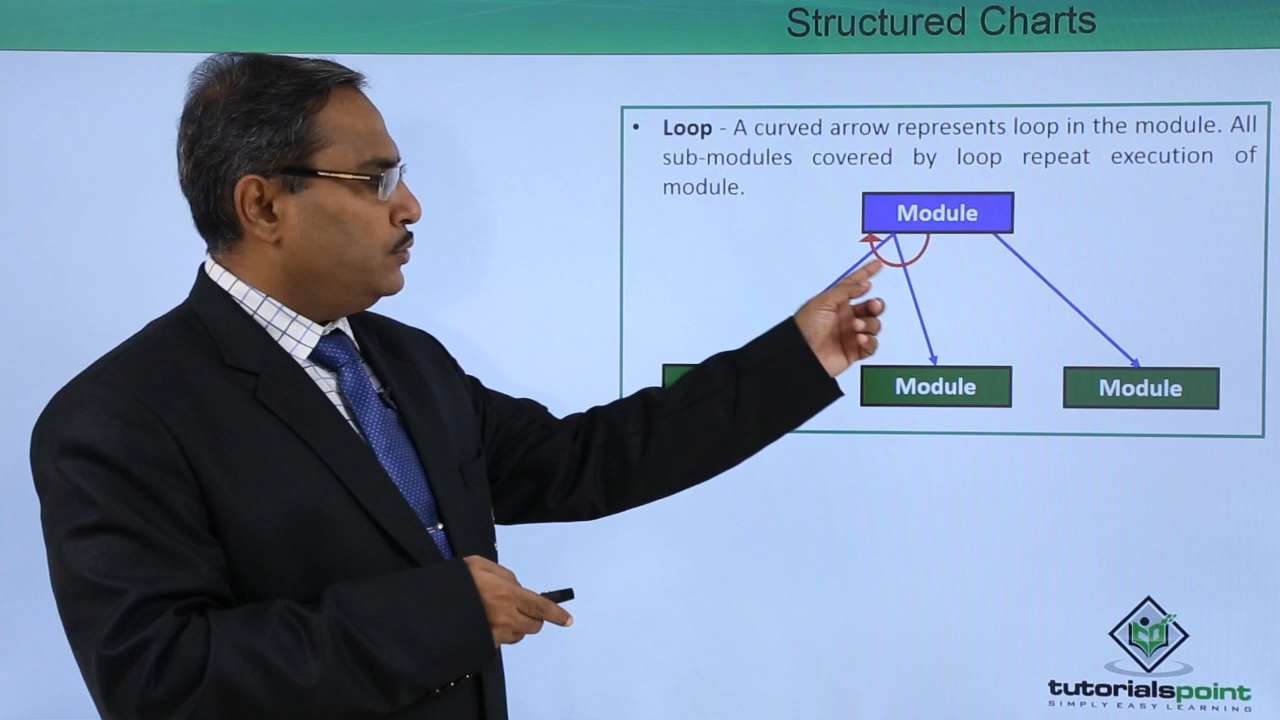 Structured Charts
• Loop - A curved arrow represents loop in the module. All
sub-modules covered by loop repeat execution of
module.
Module
Module
Module
tutorialspoint
SIMPLY EASY LEARNING